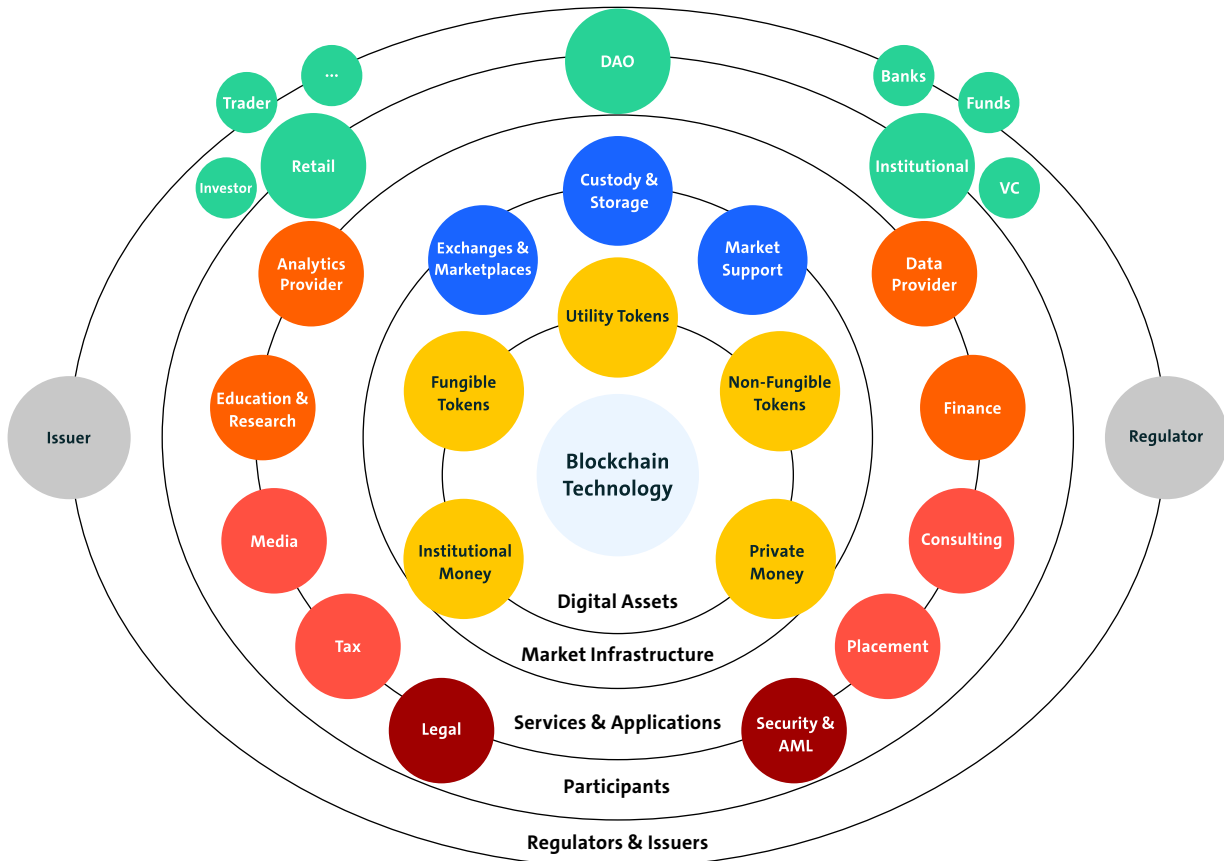 DAO
...
Banks
Trader
Funds
Retail
Institutional
Investor
VC
Custody &
Storage
Exchanges &
Marketplaces
Market
Support
Analytics
Provider
Data
Provider
Utility Tokens
Fungible
Tokens
Non-Fungible
Tokens
Education &
Research
Finance
Issuer
Regulator
Blockchain
Technology
Media
Consulting
Institutional
Money
Private
Money
Digital Assets
Tax
Placement
Market Infrastructure
Legal
Services & Applications
Security &
AML
Participants
Regulators & Issuers